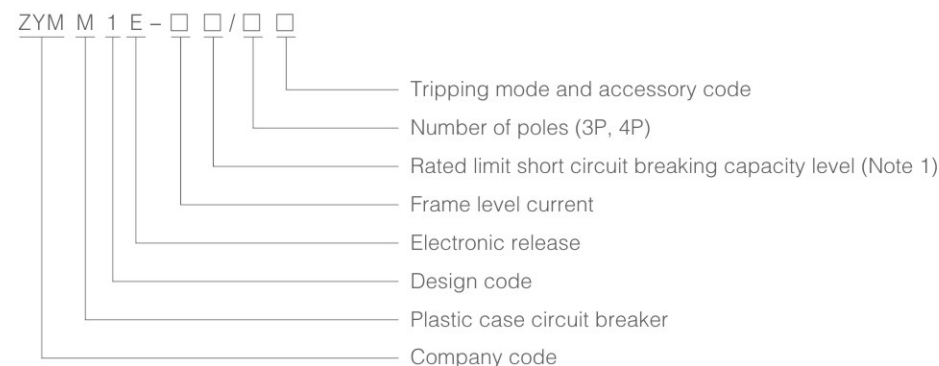 ZYM M 1 E – □ □ / □ □
Tripping mode and accessory code
Number of poles (3P, 4P)
Rated limit short circuit breaking capacity level (Note 1)
Frame level current
Electronic release
Design code
Plastic case circuit breaker
Company code